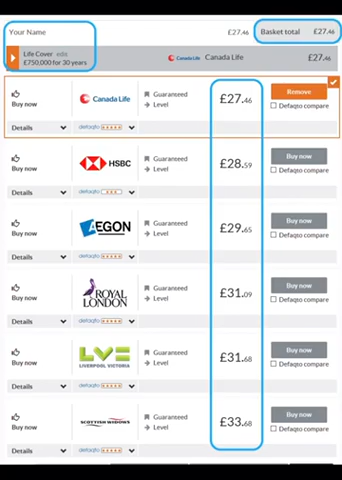 Your Name £27.46 Basket total £27.46
Life Cover edit
£750,000 for 30 years
Canada Life Canada Life £27.46
Buy now
Canada Life
Guaranteed
Level
£27.46
Remove
Defaqto compare
Details defaqto
Buy now
HSBC
Guaranteed
Level
£28.59
Buy now
Defaqto compare
Details defaqto
Buy now
AEGON
Guaranteed
Level
£29.65
Buy now
Defaqto compare
Details defaqto
Buy now
ROYAL
LONDON
Guaranteed
Level
£31.09
Buy now
Defaqto compare
Details defaqto
Buy now
LV=
LIVERPOOL VICTORIA
Guaranteed
Level
£31.68
Buy now
Defaqto compare
Details defaqto
Buy now
SCOTTISH WIDOWS
Guaranteed
Level
£33.68
Buy now
Defaqto compare
Details defaqto